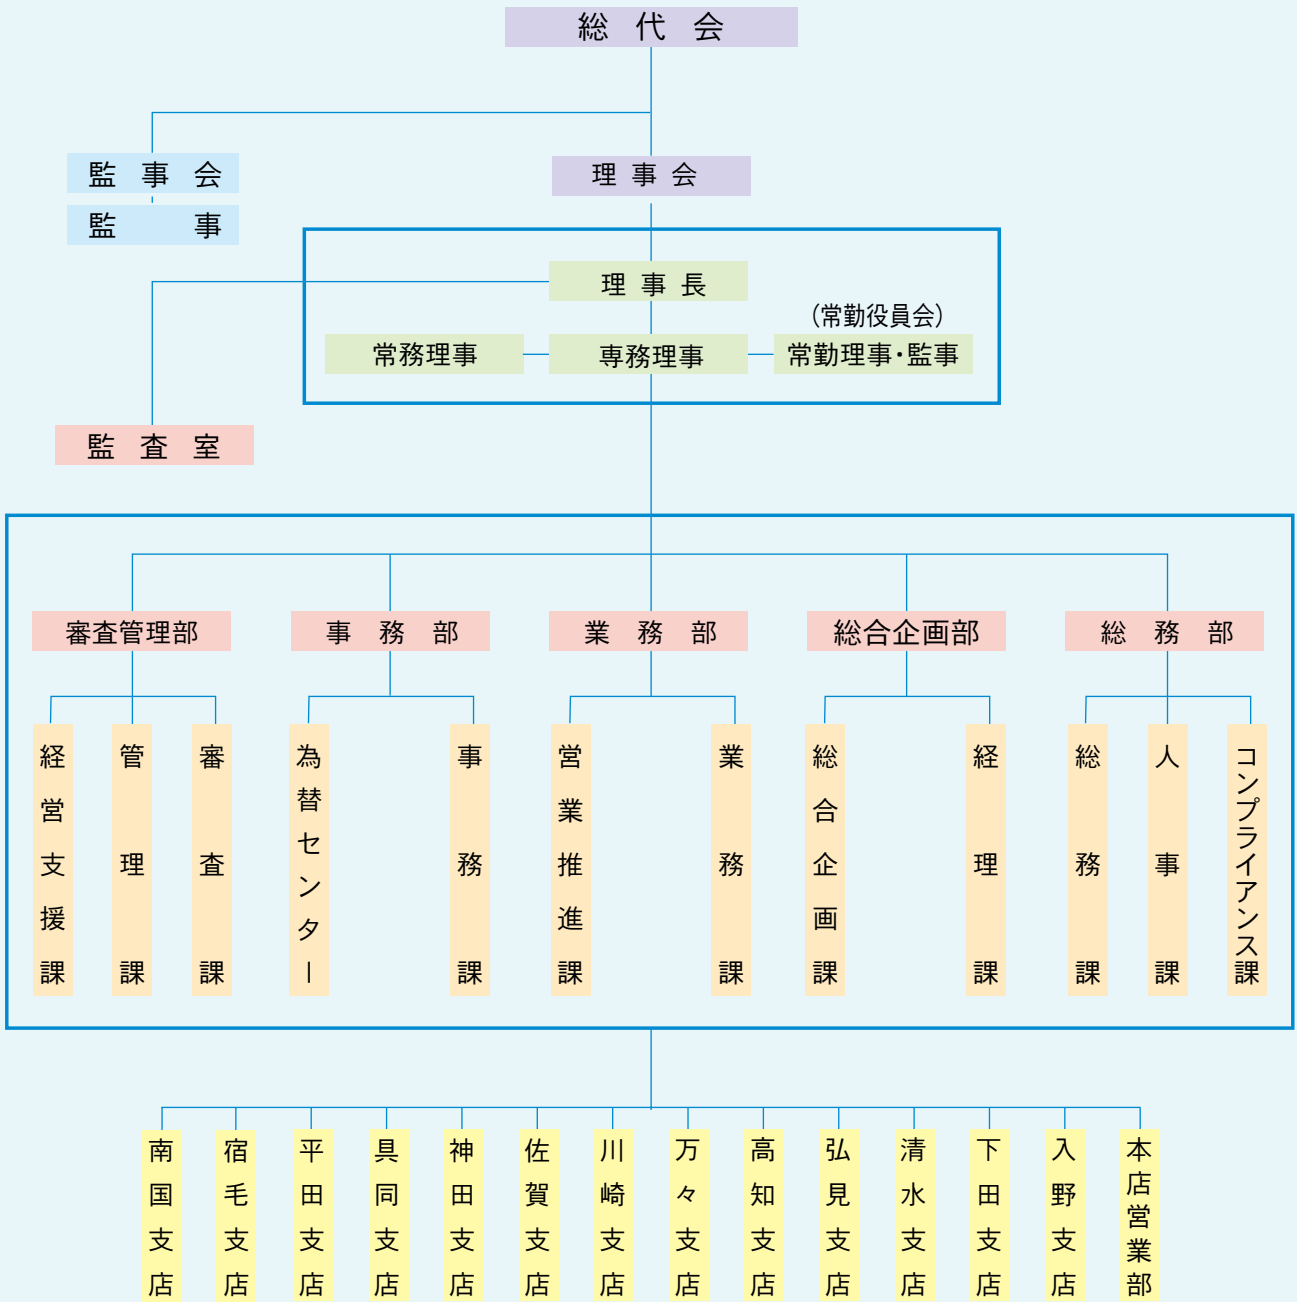 総代会
監事会
理事会
監事
理事長
（常勤役員会）
常務理事
専務理事
常勤理事・監事
監査室
審査管理部
事務部
業務部
総合企画部
総務部
経営支援課
管理課
審査課
為替センター
事務課
営業推進課
業務課
総合企画課
経理課
総務課
人事課
コンプライアンス課
南国支店
宿毛支店
平田支店
具同支店
神田支店
佐賀支店
川崎支店
万々支店
高知支店
弘見支店
清水支店
下田支店
入野支店
本店営業部